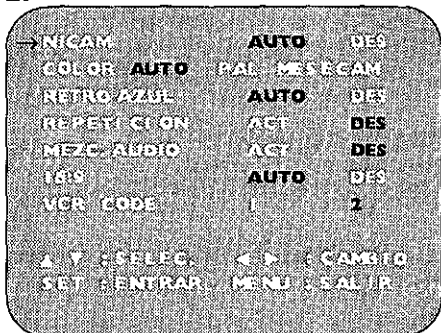 →NICAM AUTO DES
COLOR AUTO PAL MESECAM
RETRO AZUL AUTO DES
REPETICION ACT DES
MEZC. AUDIO ACT DES
16:9 AUTO DES
VCR CODE 1 2
▲ ▼ :SELEC. ◀ ▶ :CAMBIO
SET :ENTRAR MENU :SALIR